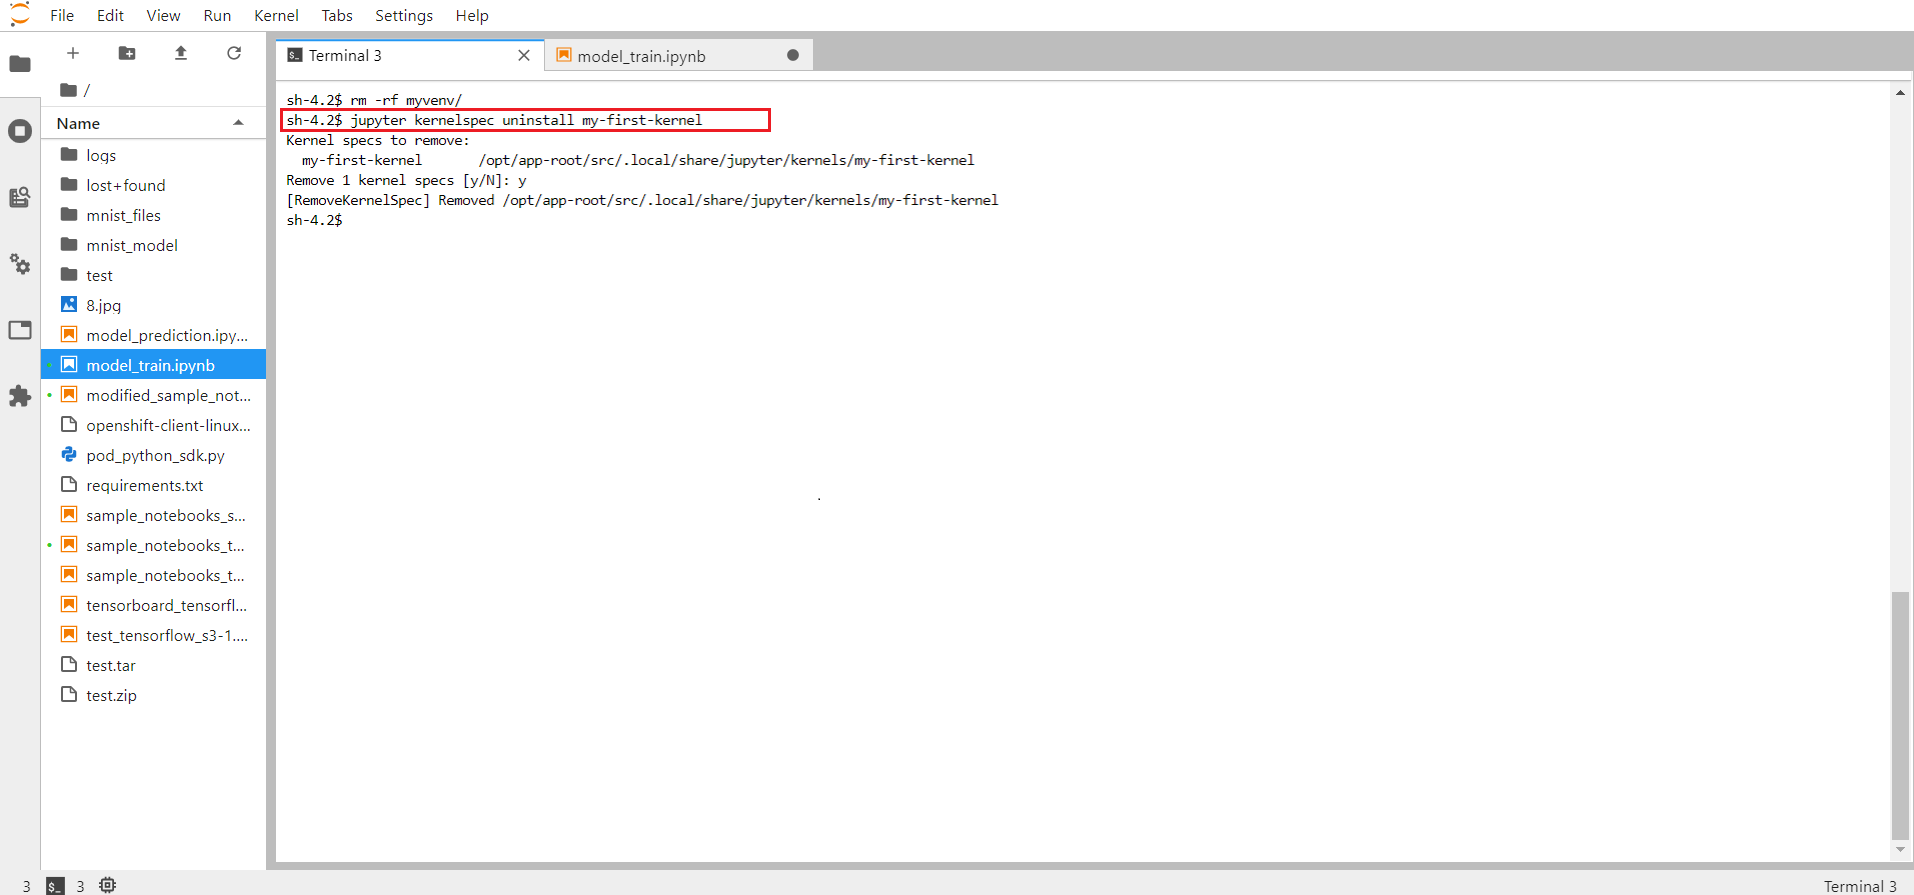 File Edit View Run Kernel Tabs Settings Help
Terminal 3
model_train.ipynb
/
Name
logs
lost+found
mnist_files
mnist_model
test
8.jpg
model_prediction.ipy...
model_train.ipynb
modified_sample_not...
openshift-client-linux...
pod_python_sdk.py
requirements.txt
sample_notebooks_s...
sample_notebooks_t...
sample_notebooks_t...
tensorboard_tensorfl...
test_tensorflow_s3-1....
test.tar
test.zip
sh-4.2$ rm -rf myvenv/
sh-4.2$ jupyter kernelspec uninstall my-first-kernel
Kernel specs to remove:
my-first-kernel /opt/app-root/src/.local/share/jupyter/kernels/my-first-kernel
Remove 1 kernel specs [y/N]: y
[RemoveKernelSpec] Removed /opt/app-root/src/.local/share/jupyter/kernels/my-first-kernel
sh-4.2$
3 $_ 3 Terminal 3